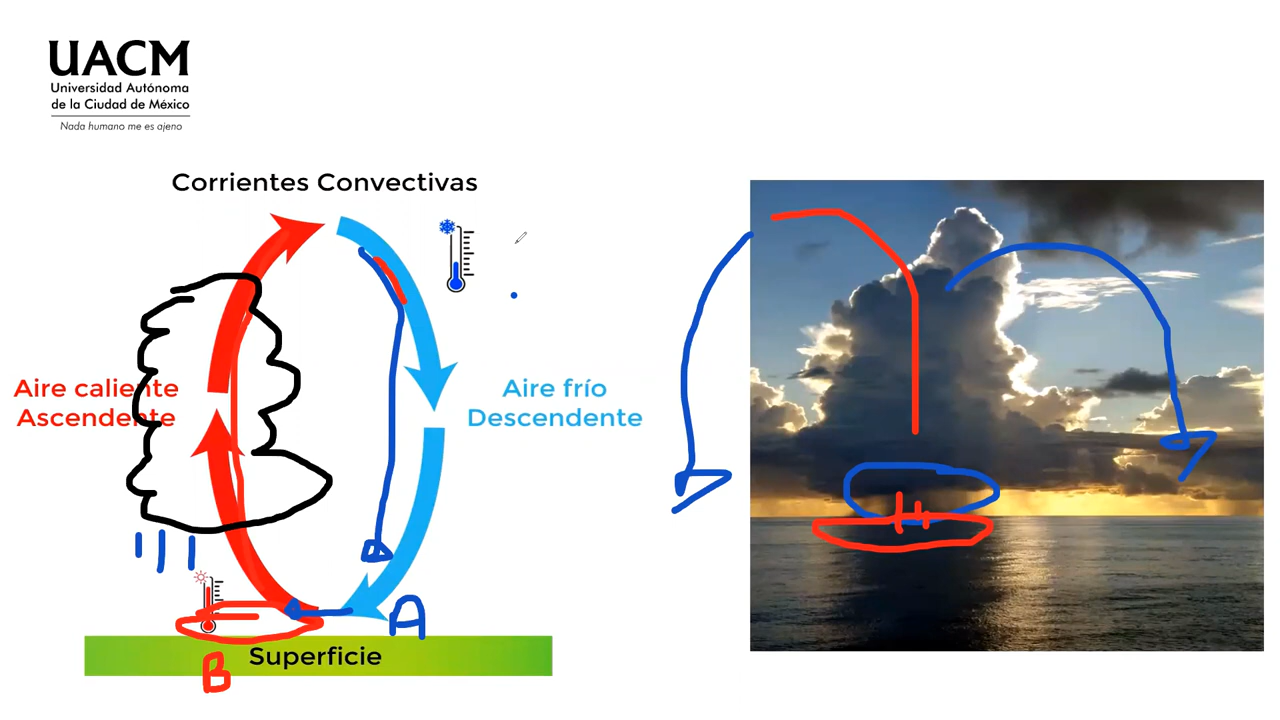 UACM
Universidad Autónoma
de la Ciudad de México
Nada humano me es ajeno
Corrientes Convectivas
Aire caliente
Ascendente
Aire frío
Descendente
A
Superficie
B